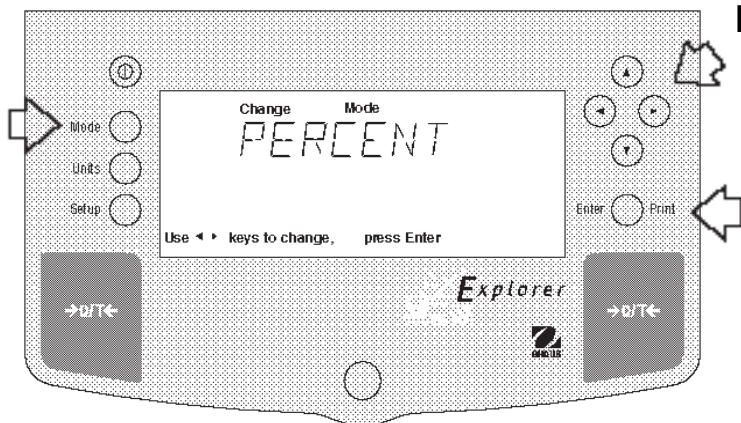 Change Mode
PERCENT
Mode
Units
Setup
Enter Print
Use ◄ ► keys to change, press Enter
Explorer
→0/T←
→0/T←
OHAUS